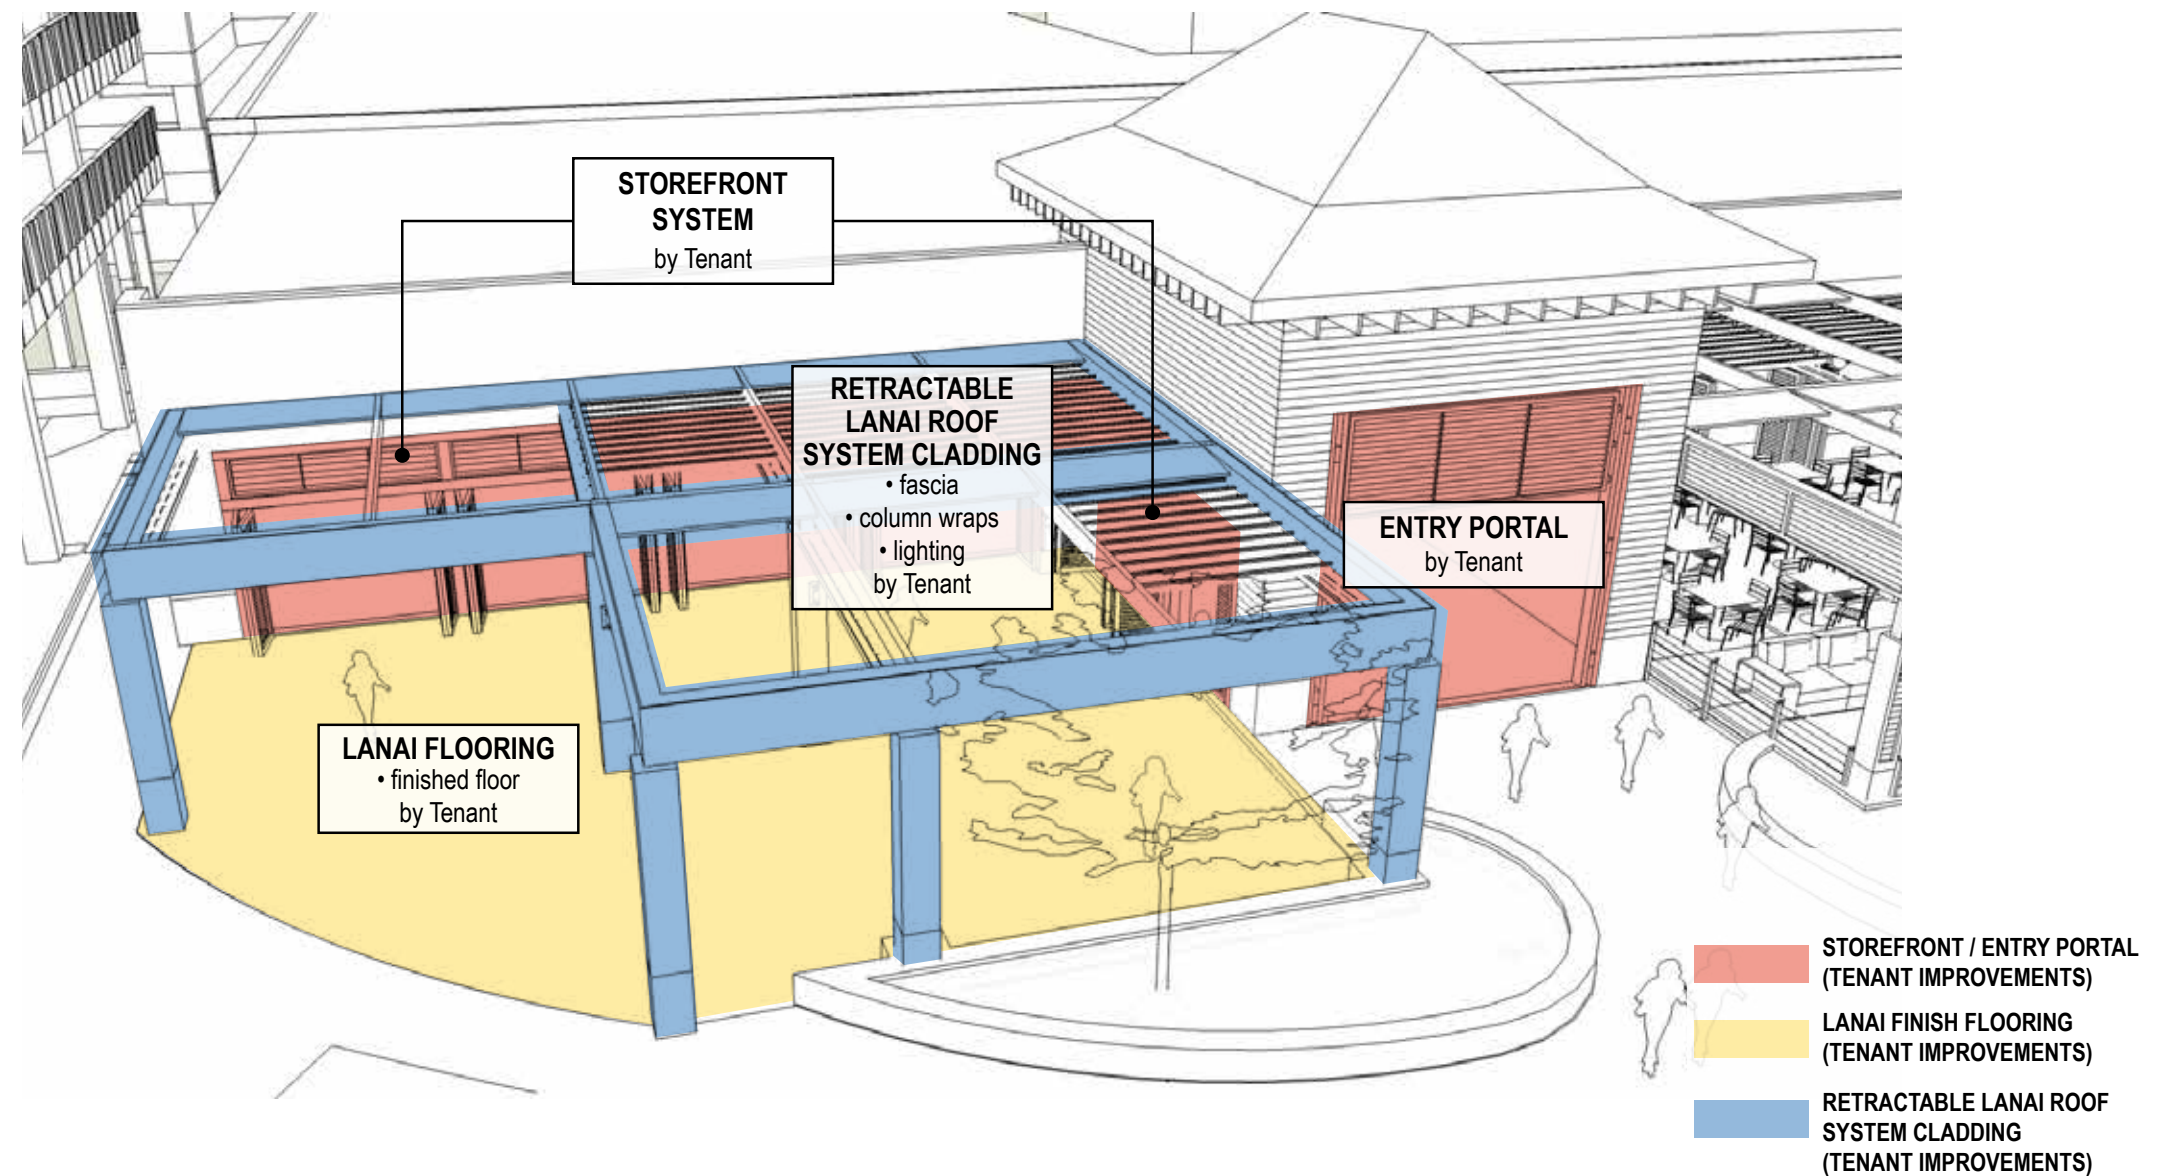 STOREFRONT
SYSTEM
by Tenant
RETRACTABLE
LANAI ROOF
SYSTEM CLADDING
• fascia
• column wraps
• lighting
by Tenant
ENTRY PORTAL
by Tenant
LANAI FLOORING
• finished floor
by Tenant
STOREFRONT / ENTRY PORTAL
(TENANT IMPROVEMENTS)
LANAI FINISH FLOORING
(TENANT IMPROVEMENTS)
RETRACTABLE LANAI ROOF
SYSTEM CLADDING
(TENANT IMPROVEMENTS)